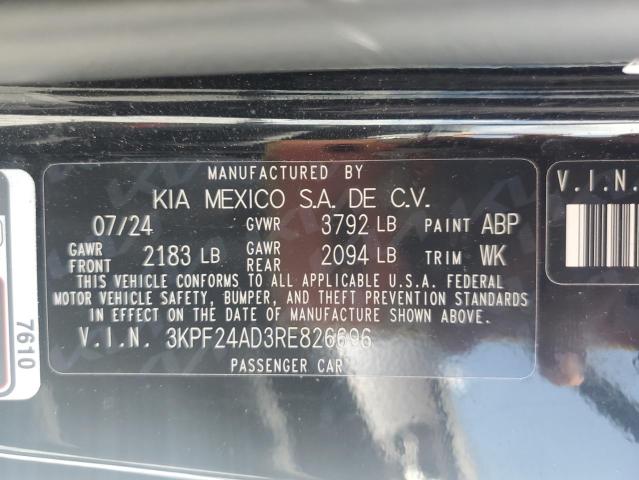 MANUFACTURED BY
KIA MEXICO S.A. DE C.V.
07/24 GVWR 3792 LB PAINT ABP
GAWR FRONT 2183 LB GAWR REAR 2094 LB TRIM WK
THIS VEHICLE CONFORMS TO ALL APPLICABLE U.S.A. FEDERAL
MOTOR VEHICLE SAFETY, BUMPER, AND THEFT PREVENTION STANDARDS
IN EFFECT ON THE DATE OF MANUFACTURE SHOWN ABOVE.
V.I.N. 3KPF24AD3RE826696
PASSENGER CAR
V.I.N.
7610